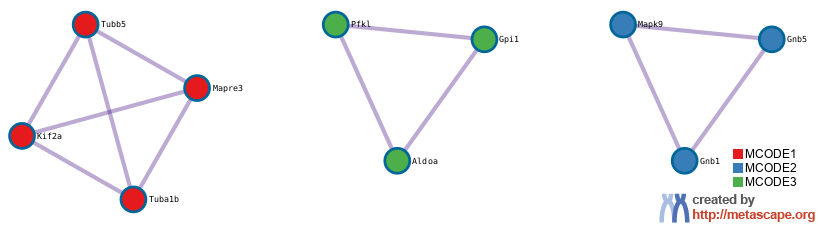 Tubb5
Mapre3
Kif2a
Tuba1b
Pfkl
Gpi1
Aldoa
Mapk9
Gnb5
Gnb1
MCODE1
MCODE2
MCODE3
created by
http://metascape.org